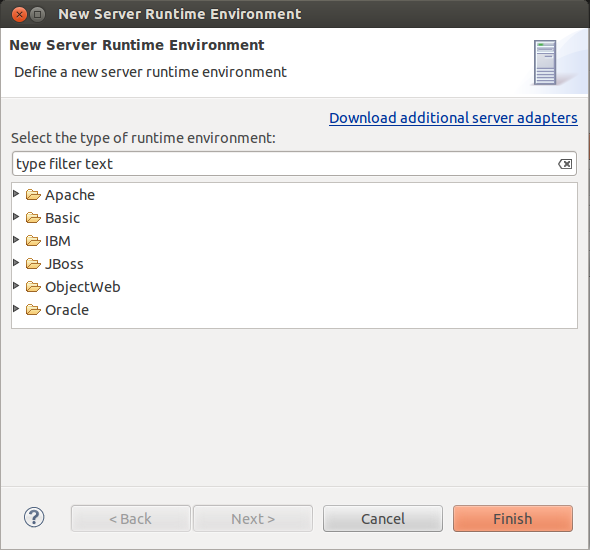 New Server Runtime Environment
New Server Runtime Environment
Define a new server runtime environment
Download additional server adapters
Select the type of runtime environment:
type filter text
Apache
Basic
IBM
JBoss
ObjectWeb
Oracle
? < Back Next > Cancel Finish